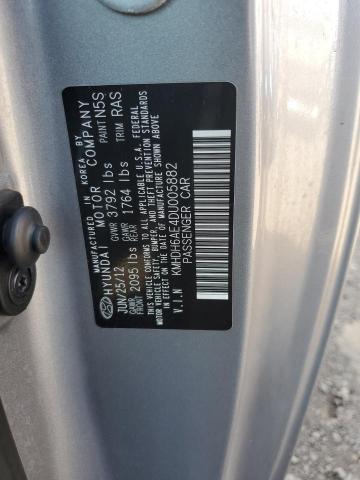 MANUFACTURED IN KOREA BY
HYUNDAI MOTOR COMPANY
JUN/25/12 GVWR 3792 lbs PAINT N5S
GAWR FRONT 2095 lbs GAWR REAR 1764 lbs TRIM RAS
THIS VEHICLE CONFORMS TO ALL APPLICABLE U.S.A. FEDERAL
MOTOR VEHICLE SAFETY, BUMPER, AND THEFT PREVENTION STANDARDS
IN EFFECT ON THE DATE OF MANUFACTURE SHOWN ABOVE
V.I.N KMHDH6AE4DU005882
PASSENGER CAR